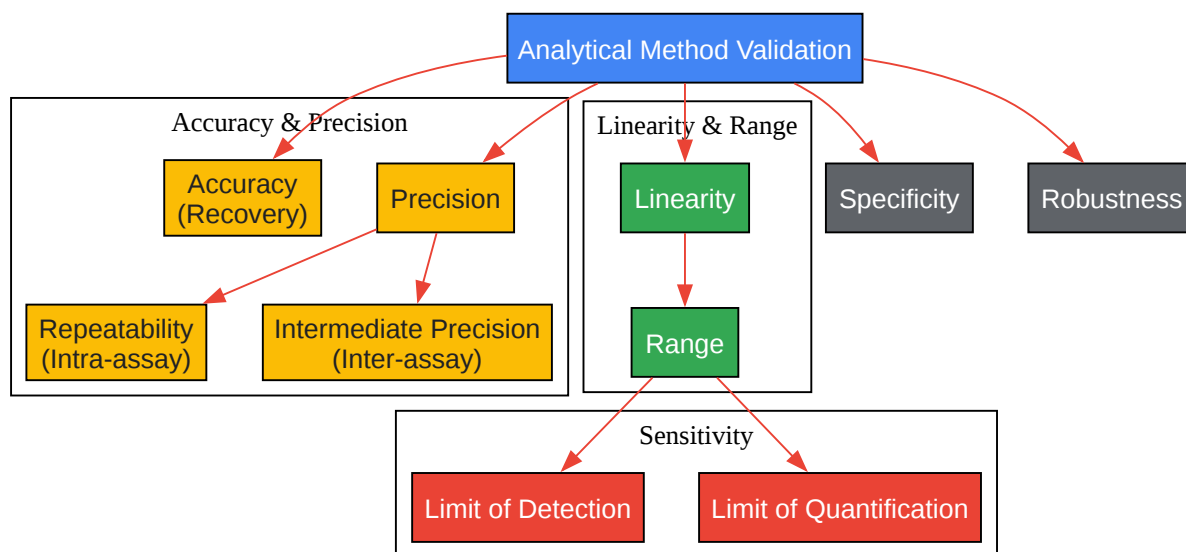 Analytical Method Validation
Accuracy & Precision
Linearity & Range
Accuracy
(Recovery)
Precision
Linearity
Specificity
Robustness
Repeatability
(Intra-assay)
Intermediate Precision
(Inter-assay)
Range
Sensitivity
Limit of Detection
Limit of Quantification